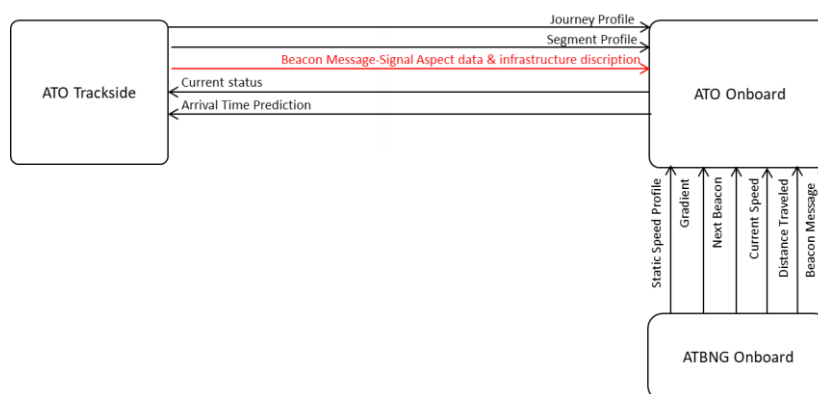 Journey Profile
Segment Profile
Beacon Message-Signal Aspect data & infrastructure discription
Current status
Arrival Time Prediction
ATO Trackside
ATO Onboard
Static Speed Profile
Gradient
Next Beacon
Current Speed
Distance Traveled
Beacon Message
ATBNG Onboard